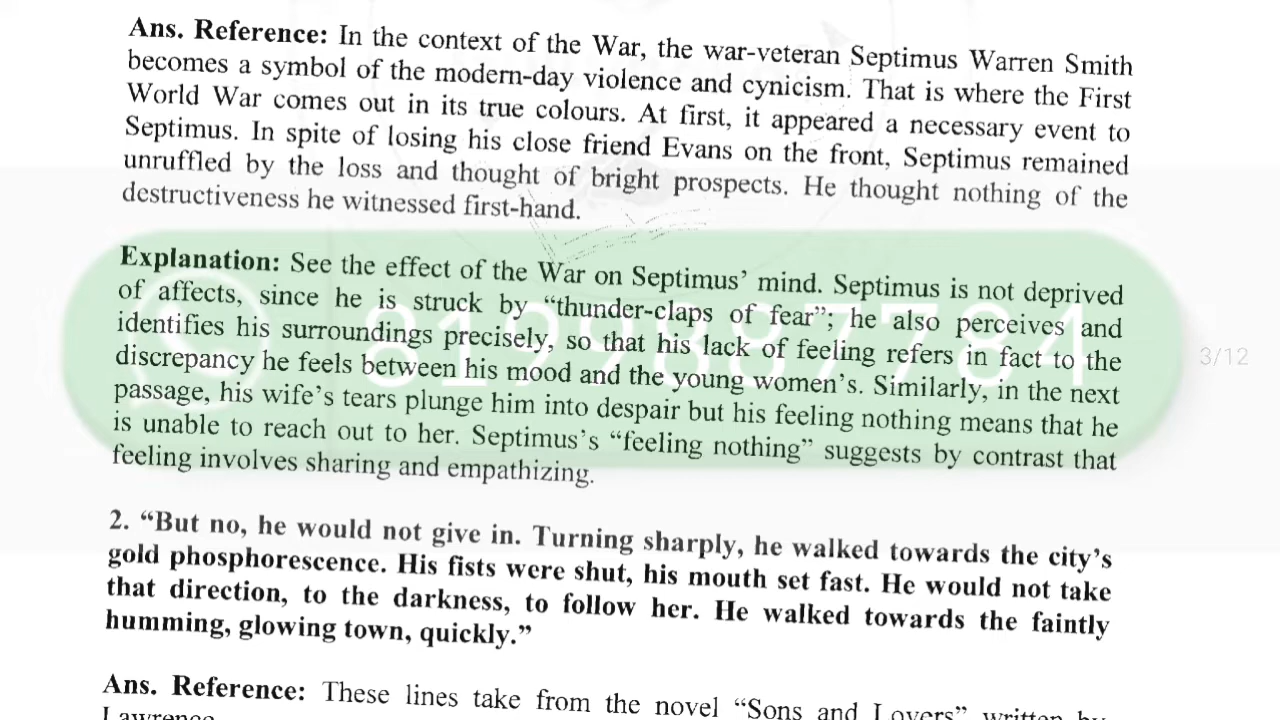 Ans. Reference: In the context of the War, the war-veteran Septimus Warren Smith
becomes a symbol of the modern-day violence and cynicism. That is where the First
World War comes out in its true colours. At first, it appeared a necessary event to
Septimus. In spite of losing his close friend Evans on the front, Septimus remained
unruffled by the loss and thought of bright prospects. He thought nothing of the
destructiveness he witnessed first-hand.
Explanation: See the effect of the War on Septimus’ mind. Septimus is not deprived
of affects, since he is struck by “thunder-claps of fear”; he also perceives and
identifies his surroundings precisely, so that his lack of feeling refers in fact to the
discrepancy he feels between his mood and the young women’s. Similarly, in the next
passage, his wife’s tears plunge him into despair but his feeling nothing means that he
is unable to reach out to her. Septimus’s “feeling nothing” suggests by contrast that
feeling involves sharing and empathizing.
3/12
2. “But no, he would not give in. Turning sharply, he walked towards the city’s
gold phosphorescence. His fists were shut, his mouth set fast. He would not take
that direction, to the darkness, to follow her. He walked towards the faintly
humming, glowing town, quickly.”
Ans. Reference: These lines take from the novel “Sons and Lovers” written by
Lawrence